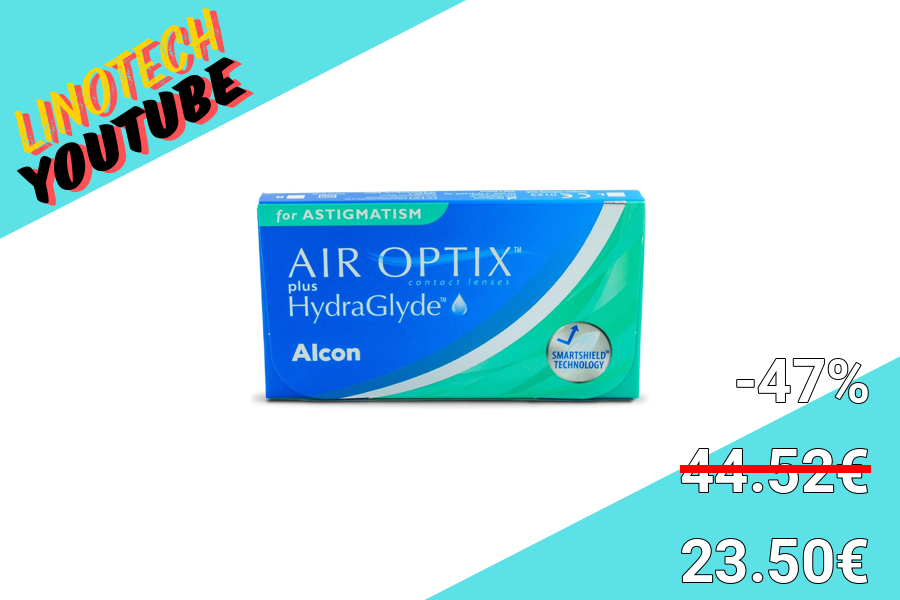 LINOTECH
YOUTUBE
for ASTIGMATISM
AIR OPTIX™
contact lenses
plus
HydraGlyde™
Alcon
SMARTSHIELD™
TECHNOLOGY
-47%
44.52€
23.50€